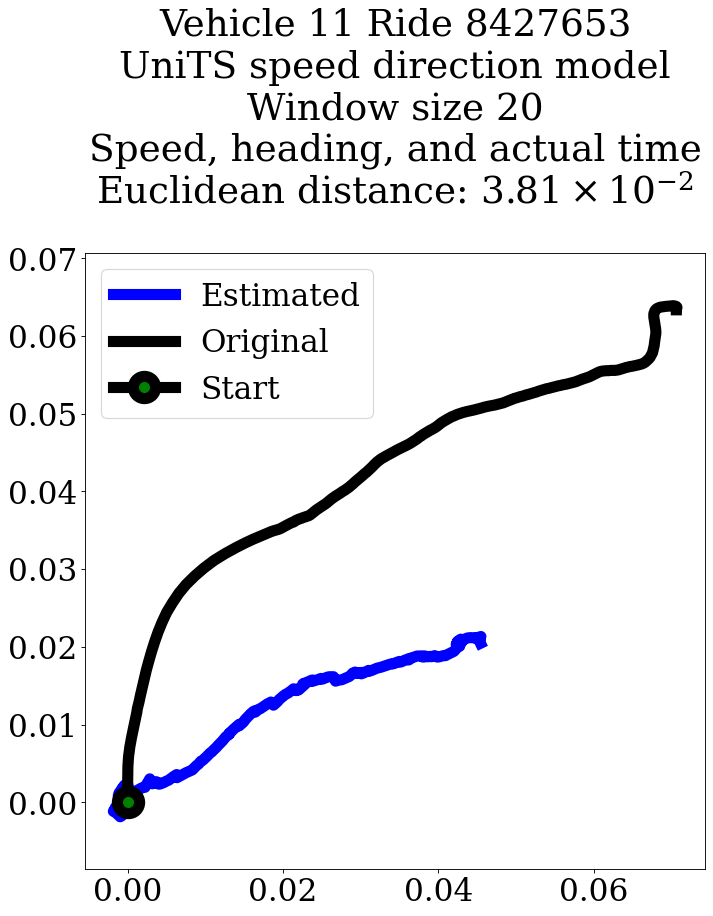 Vehicle 11 Ride 8427653
UniTS speed direction model
Window size 20
Speed, heading, and actual time
Euclidean distance: 3.81 × 10⁻²
0.07
Estimated
0.06
Original
Start
0.05
0.04
0.03
0.02
0.01
0.00
0.00 0.02 0.04 0.06